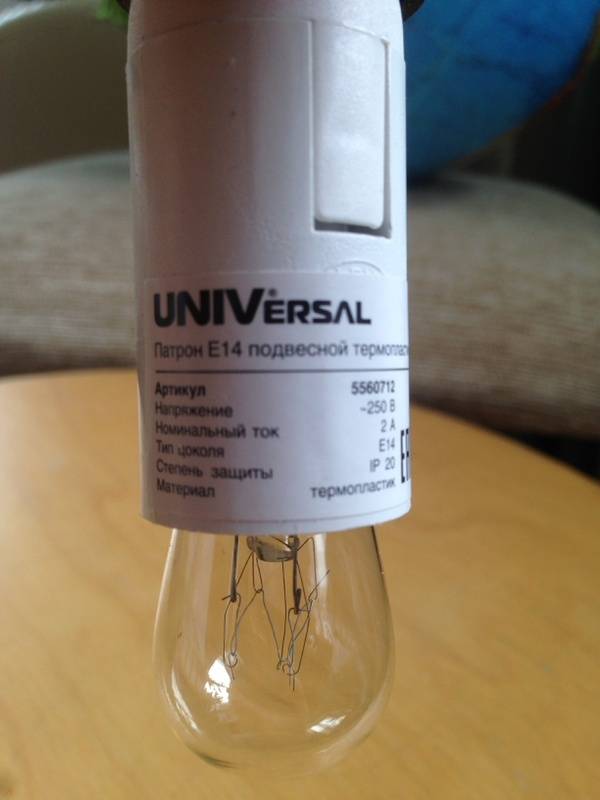 UNIVERSAL®
Патрон E14 подвесной
Артикул 5560712
Напряжение ~250 В
Номинальный ток 2 А
Тип цоколя E14
Степень защиты IP 20
Материал термопластик